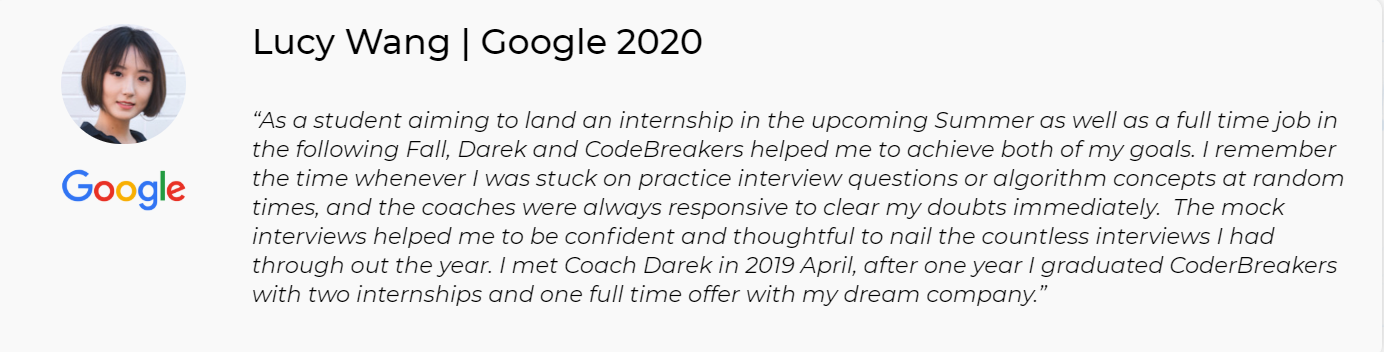 Lucy Wang | Google 2020
Google
“As a student aiming to land an internship in the upcoming Summer as well as a full time job in
the following Fall, Darek and CodeBreakers helped me to achieve both of my goals. I remember
the time whenever I was stuck on practice interview questions or algorithm concepts at random
times, and the coaches were always responsive to clear my doubts immediately.  The mock
interviews helped me to be confident and thoughtful to nail the countless interviews I had
through out the year. I met Coach Darek in 2019 April, after one year I graduated CoderBreakers
with two internships and one full time offer with my dream company.”